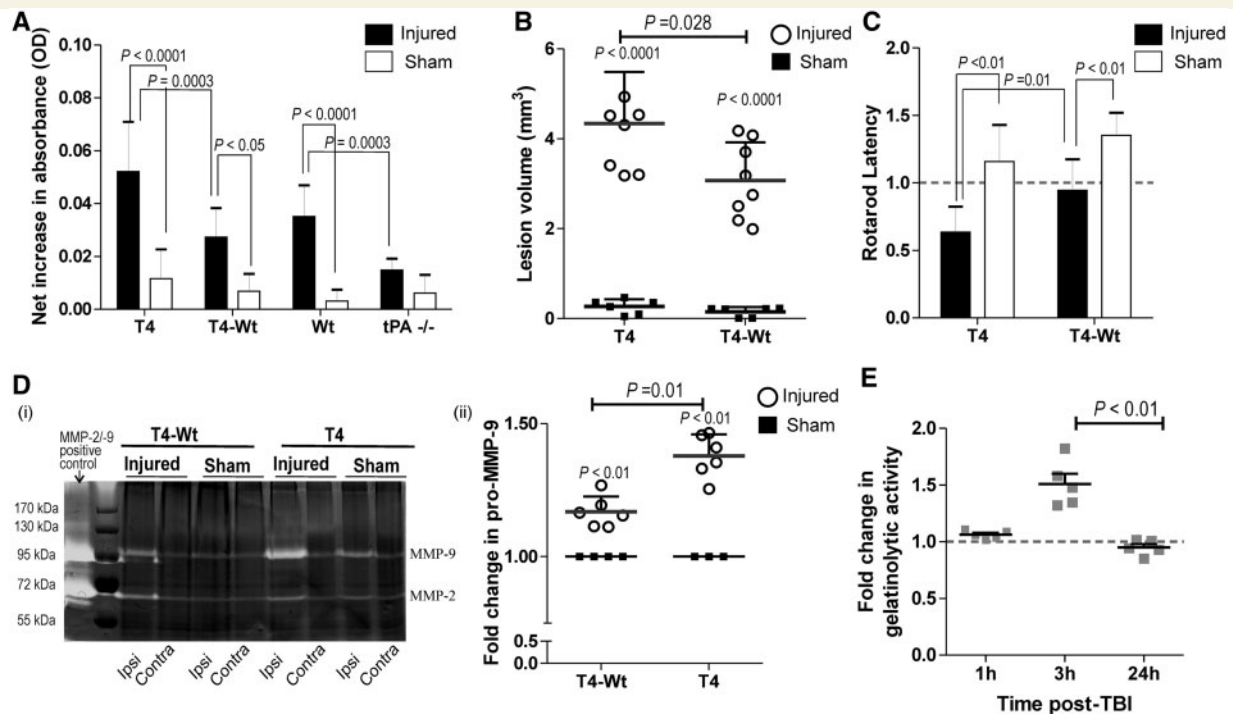 A
Net increase in absorbance (OD)
0.10
0.08
0.06
0.04
0.02
0.00
Injured
Sham
P < 0.0001
P = 0.0003
P < 0.05
P < 0.0001
P = 0.0003
T4
T4-Wt
Wt
tPA -/-
B
Lesion volume (mm³)
6
4
2
0
P =0.028
Injured
Sham
P < 0.0001
P < 0.0001
T4
T4-Wt
C
Rotarod Latency
2.0
1.5
1.0
0.5
0.0
Injured
Sham
P <0.01
P =0.01
P < 0.01
T4
T4-Wt
D
(i)
MMP-2/-9
positive
control
T4-Wt
T4
Injured
Sham
Injured
Sham
170 kDa
130 kDa
95 kDa
72 kDa
55 kDa
MMP-9
MMP-2
Ipsi
Contra
Ipsi
Contra
Ipsi
Contra
Ipsi
Contra
(ii)
Fold change in pro-MMP-9
1.50
1.00
0.5
0.0
P =0.01
Injured
Sham
P < 0.01
P < 0.01
T4-Wt
T4
E
Fold change in
gelatinolytic activity
2.0
1.5
1.0
0.5
0.0
P < 0.01
1h
3h
24h
Time post-TBI